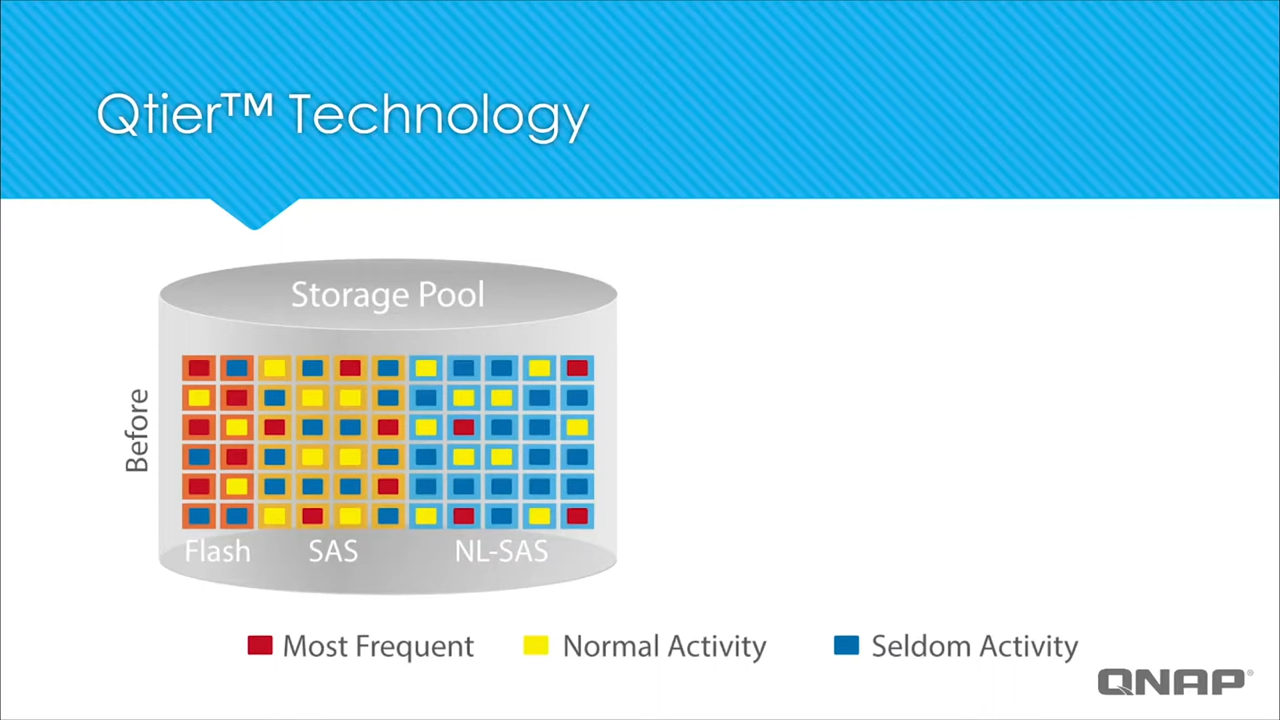 Qtier™ Technology
Storage Pool
Before
Flash SAS NL-SAS
Most Frequent Normal Activity Seldom Activity
QNAP®